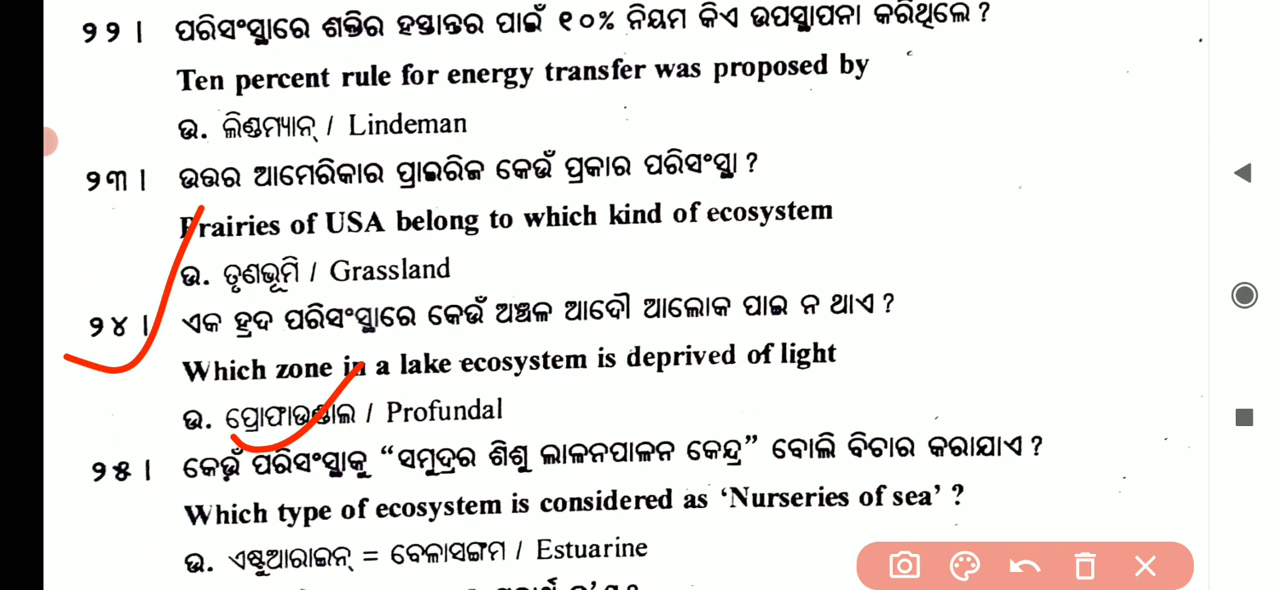 ୨୨। ପରିସଂସ୍ଥାରେ ଶକ୍ତିର ହସ୍ତାନ୍ତର ପାଇଁ ୧୦% ନିୟମ କିଏ ଉପସ୍ଥାପନା କରିଥିଲେ ?
Ten percent rule for energy transfer was proposed by
ଉ. ଲିଣ୍ଡମ୍ୟାନ୍ / Lindeman
୨୩। ଉତ୍ତର ଆମେରିକାର ପ୍ରାଇରିଜ କେଉଁ ପ୍ରକାର ପରିସଂସ୍ଥା ?
Prairies of USA belong to which kind of ecosystem
ଉ. ତୃଣଭୂମି / Grassland
୨୪। ଏକ ହ୍ରଦ ପରିସଂସ୍ଥାରେ କେଉଁ ଅଞ୍ଚଳ ଆଦୌ ଆଲୋକ ପାଇ ନ ଥାଏ ?
Which zone in a lake ecosystem is deprived of light
ଉ. ପ୍ରୋଫାଉଣ୍ଡାଲ / Profundal
୨୫। କେଉଁ ପରିସଂସ୍ଥାକୁ “ସମୁଦ୍ରର ଶିଶୁ ଲାଳନପାଳନ କେନ୍ଦ୍ର” ବୋଲି ବିଚାର କରାଯାଏ ?
Which type of ecosystem is considered as ‘Nurseries of sea’ ?
ଉ. ଏଷ୍ଟୁଆରାଇନ୍ = ବେଳାସଙ୍ଗମ / Estuarine